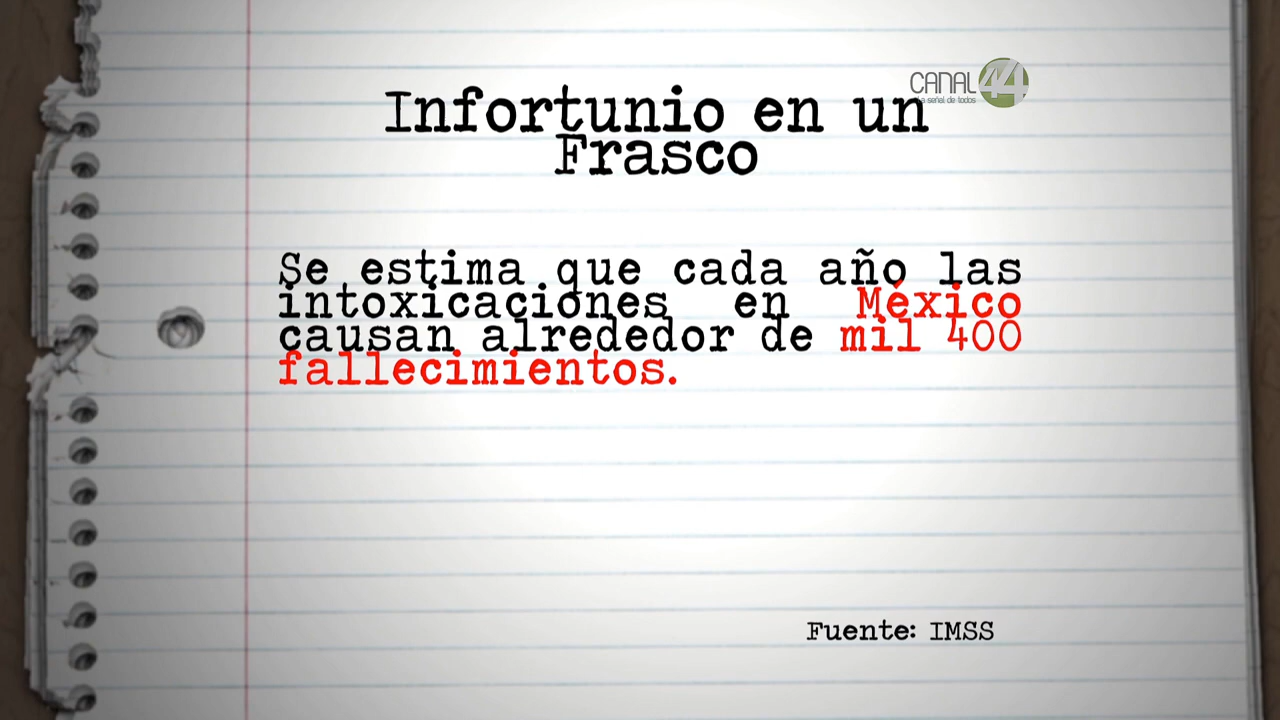 CANAL 44
La señal de todos
Infortunio en un
Frasco
Se estima que cada año las
intoxicaciones en México
causan alrededor de mil 400
fallecimientos.
Fuente: IMSS